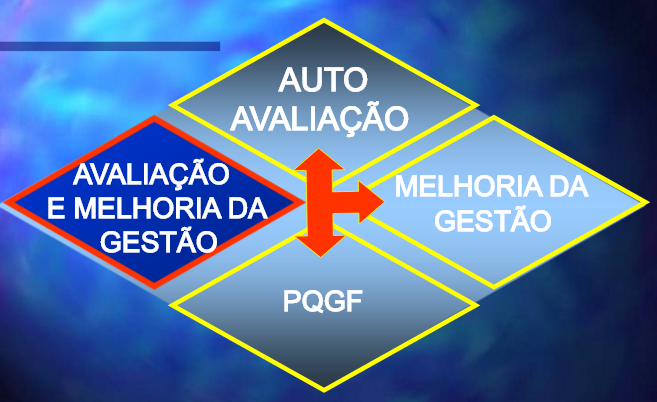 AUTO
AVALIAÇÃO
AVALIAÇÃO
E MELHORIA DA
GESTÃO
MELHORIA DA
GESTÃO
PQGF